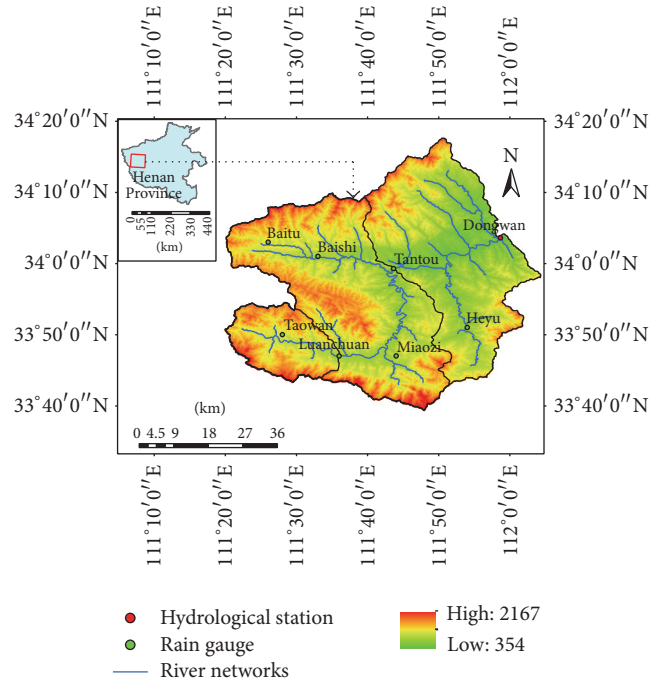 111°10′0″E
111°20′0″E
111°30′0″E
111°40′0″E
111°50′0″E
112°0′0″E
34°20′0″N
34°20′0″N
34°10′0″N
34°10′0″N
34°0′0″N
34°0′0″N
33°50′0″N
33°50′0″N
33°40′0″N
33°40′0″N
Henan
Province
0
55
110
220
330
440
(km)
N
Dongwan
Baitu
Baishi
Tantou
Heyu
Taowan
Luanchuan
Miaozi
(km)
0 4.5 9 18 27 36
111°10′0″E
111°20′0″E
111°30′0″E
111°40′0″E
111°50′0″E
112°0′0″E
Hydrological station
Rain gauge
River networks
High: 2167
Low: 354